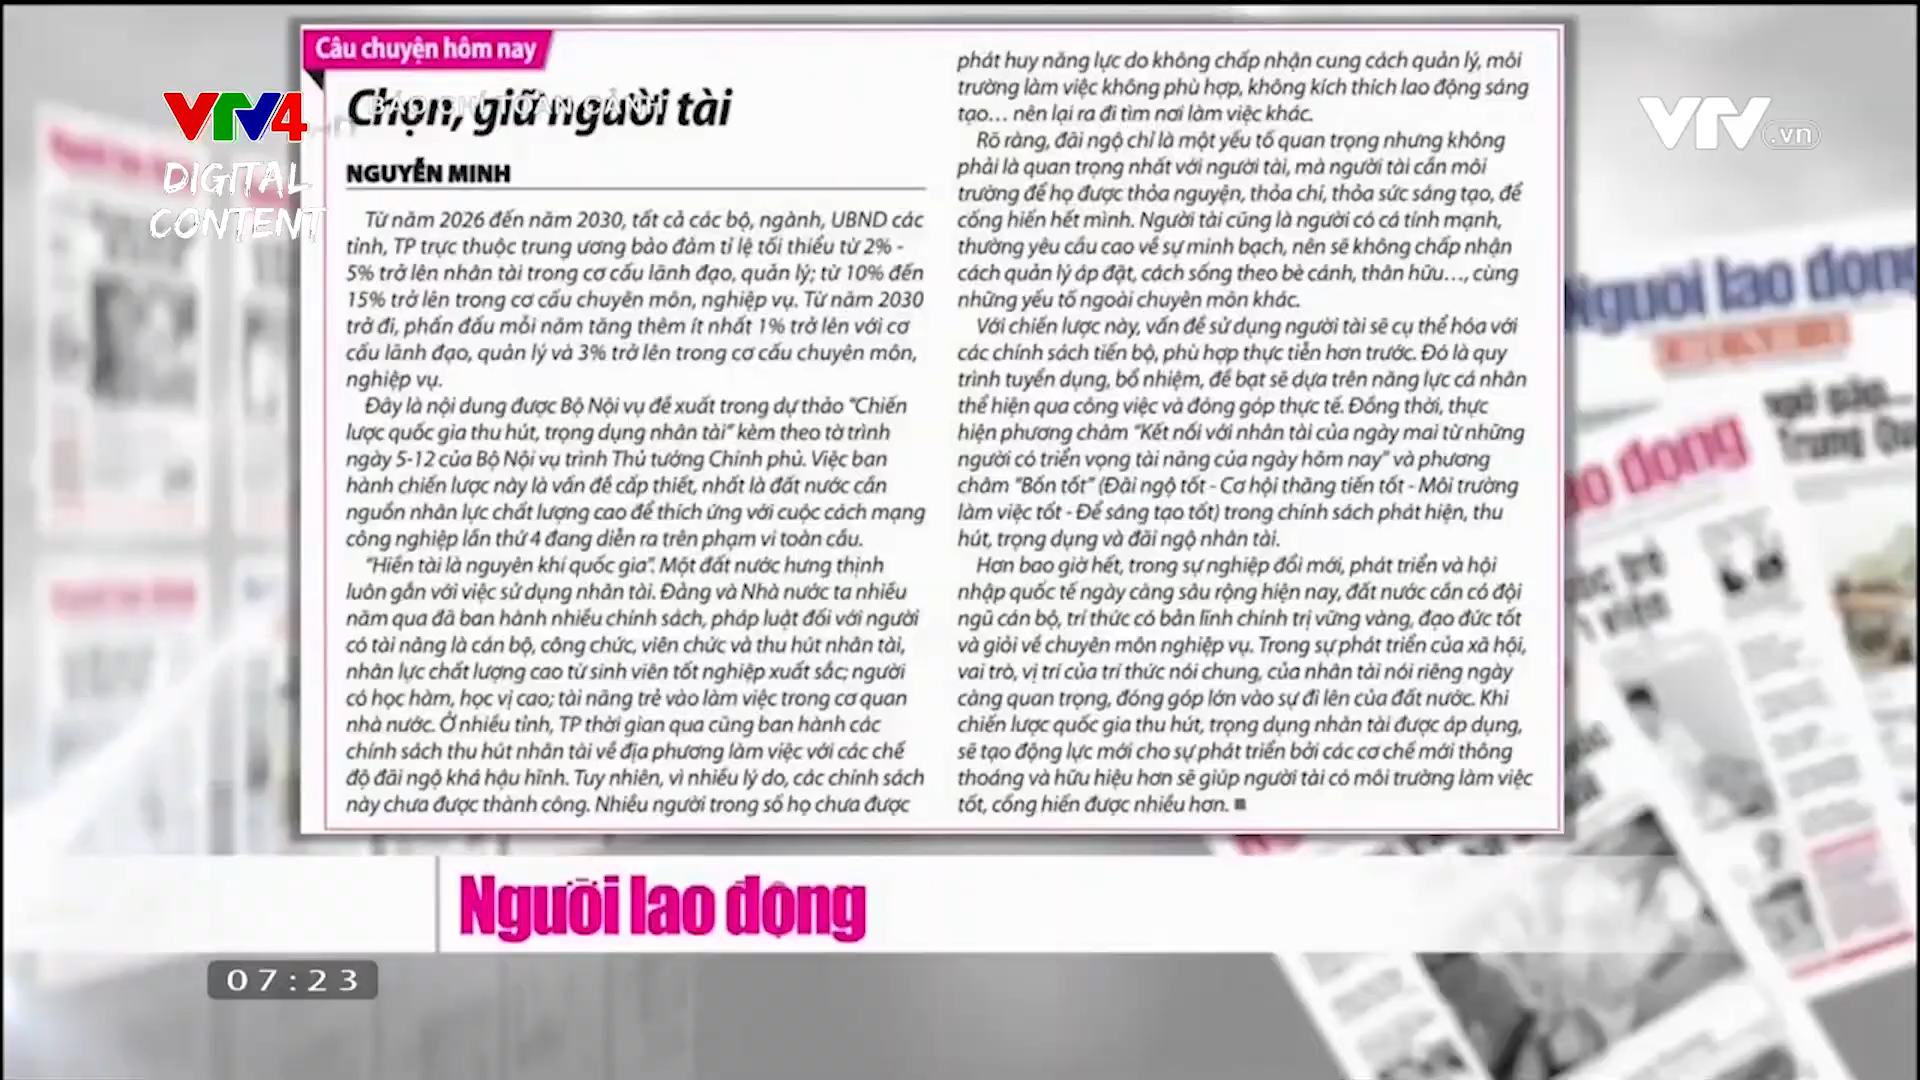 Câu chuyện hôm nay
VTV4
DIGITAL
CONTENT
BÁO CHÍ TOÀN CẢNH
Chọn, giữ người tài
VTV.vn
NGUYỄN MINH
Từ năm 2026 đến năm 2030, tất cả các bộ, ngành, UBND các
tỉnh, TP trực thuộc trung ương bảo đảm tỉ lệ tối thiểu từ 2% -
5% trở lên nhân tài trong cơ cấu lãnh đạo, quản lý; từ 10% đến
15% trở lên trong cơ cấu chuyên môn, nghiệp vụ. Từ năm 2030
trở đi, phấn đấu mỗi năm tăng thêm ít nhất 1% trở lên với cơ
cấu lãnh đạo, quản lý và 3% trở lên trong cơ cấu chuyên môn,
nghiệp vụ.
Đây là nội dung được Bộ Nội vụ đề xuất trong dự thảo "Chiến
lược quốc gia thu hút, trọng dụng nhân tài" kèm theo tờ trình
ngày 5-12 của Bộ Nội vụ trình Thủ tướng Chính phủ. Việc ban
hành chiến lược này là vấn đề cấp thiết, nhất là đất nước cần
nguồn nhân lực chất lượng cao để thích ứng với cuộc cách mạng
công nghiệp lần thứ 4 đang diễn ra trên phạm vi toàn cầu.
"Hiền tài là nguyên khí quốc gia". Một đất nước hưng thịnh
luôn gắn với việc sử dụng nhân tài. Đảng và Nhà nước ta nhiều
năm qua đã ban hành nhiều chính sách, pháp luật đối với người
có tài năng là cán bộ, công chức, viên chức và thu hút nhân tài,
nhân lực chất lượng cao từ sinh viên tốt nghiệp xuất sắc; người
có học hàm, học vị cao; tài năng trẻ vào làm việc trong cơ quan
nhà nước. Ở nhiều tỉnh, TP thời gian qua cũng ban hành các
chính sách thu hút nhân tài về địa phương làm việc với các chế
độ đãi ngộ khá hậu hĩnh. Tuy nhiên, vì nhiều lý do, các chính sách
này chưa được thành công. Nhiều người trong số họ chưa được
phát huy năng lực do không chấp nhận cung cách quản lý, môi
trường làm việc không phù hợp, không kích thích lao động sáng
tạo… nên lại ra đi tìm nơi làm việc khác.
Rõ ràng, đãi ngộ chỉ là một yếu tố quan trọng nhưng không
phải là quan trọng nhất với người tài, mà người tài cần môi
trường để họ được thỏa nguyện, thỏa chí, thỏa sức sáng tạo, để
cống hiến hết mình. Người tài cũng là người có cá tính mạnh,
thường yêu cầu cao về sự minh bạch, nên sẽ không chấp nhận
cách quản lý áp đặt, cách sống theo bè cánh, thân hữu…, cùng
những yếu tố ngoài chuyên môn khác.
Với chiến lược này, vấn đề sử dụng người tài sẽ cụ thể hóa với
các chính sách tiến bộ, phù hợp thực tiễn hơn trước. Đó là quy
trình tuyển dụng, bổ nhiệm, đề bạt sẽ dựa trên năng lực cá nhân
thể hiện qua công việc và đóng góp thực tế. Đồng thời, thực
hiện phương châm "Kết nối với nhân tài của ngày mai từ những
người có triển vọng tài năng của ngày hôm nay" và phương
châm "Bốn tốt" (Đãi ngộ tốt - Cơ hội thăng tiến tốt - Môi trường
làm việc tốt - Để sáng tạo tốt) trong chính sách phát hiện, thu
hút, trọng dụng và đãi ngộ nhân tài.
Hơn bao giờ hết, trong sự nghiệp đổi mới, phát triển và hội
nhập quốc tế ngày càng sâu rộng hiện nay, đất nước cần có đội
ngũ cán bộ, trí thức có bản lĩnh chính trị vững vàng, đạo đức tốt
và giỏi về chuyên môn nghiệp vụ. Trong sự phát triển của xã hội,
vai trò, vị trí của trí thức nói chung, của nhân tài nói riêng ngày
càng quan trọng, đóng góp lớn vào sự đi lên của đất nước. Khi
chiến lược quốc gia thu hút, trọng dụng nhân tài được áp dụng,
sẽ tạo động lực mới cho sự phát triển bởi các cơ chế mới thông
thoáng và hữu hiệu hơn sẽ giúp người tài có môi trường làm việc
tốt, cống hiến được nhiều hơn.
Người lao động
ao động
Trung Qu
Người lao động
07:23